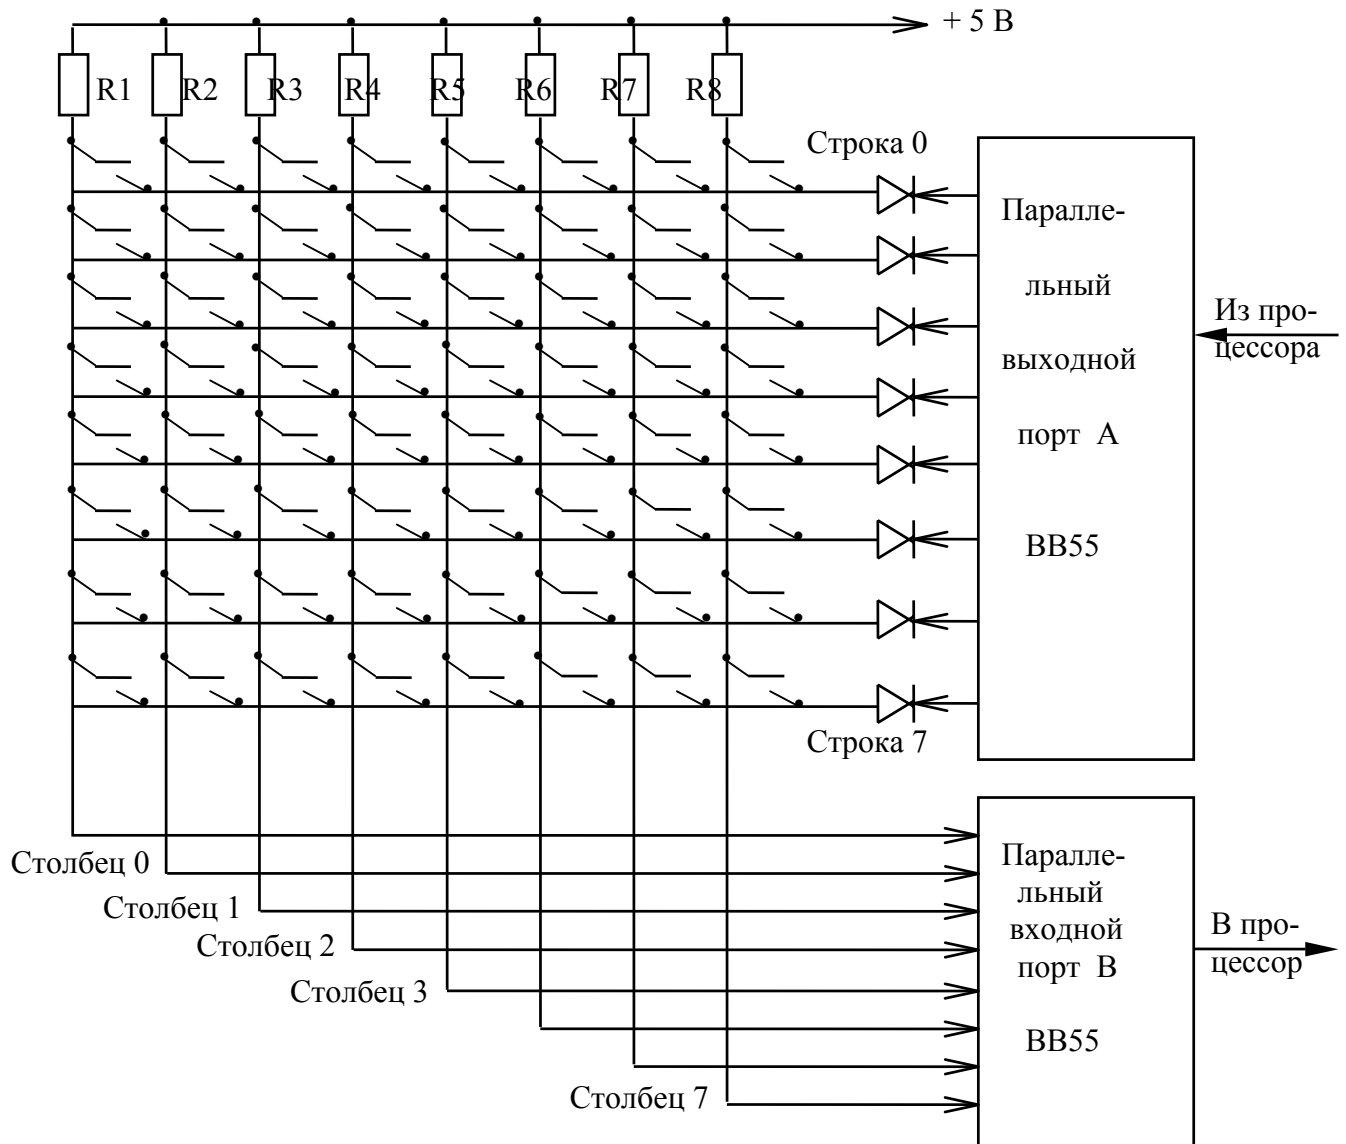 + 5 В
R1 R2 R3 R4 R5 R6 R7 R8
Строка 0
Паралле-
льный
выходной
порт А
ВВ55
Из про-
цессора
Строка 7
Столбец 0
Столбец 1
Столбец 2
Столбец 3
Столбец 7
Паралле-
льный
входной
порт В
ВВ55
В про-
цессор